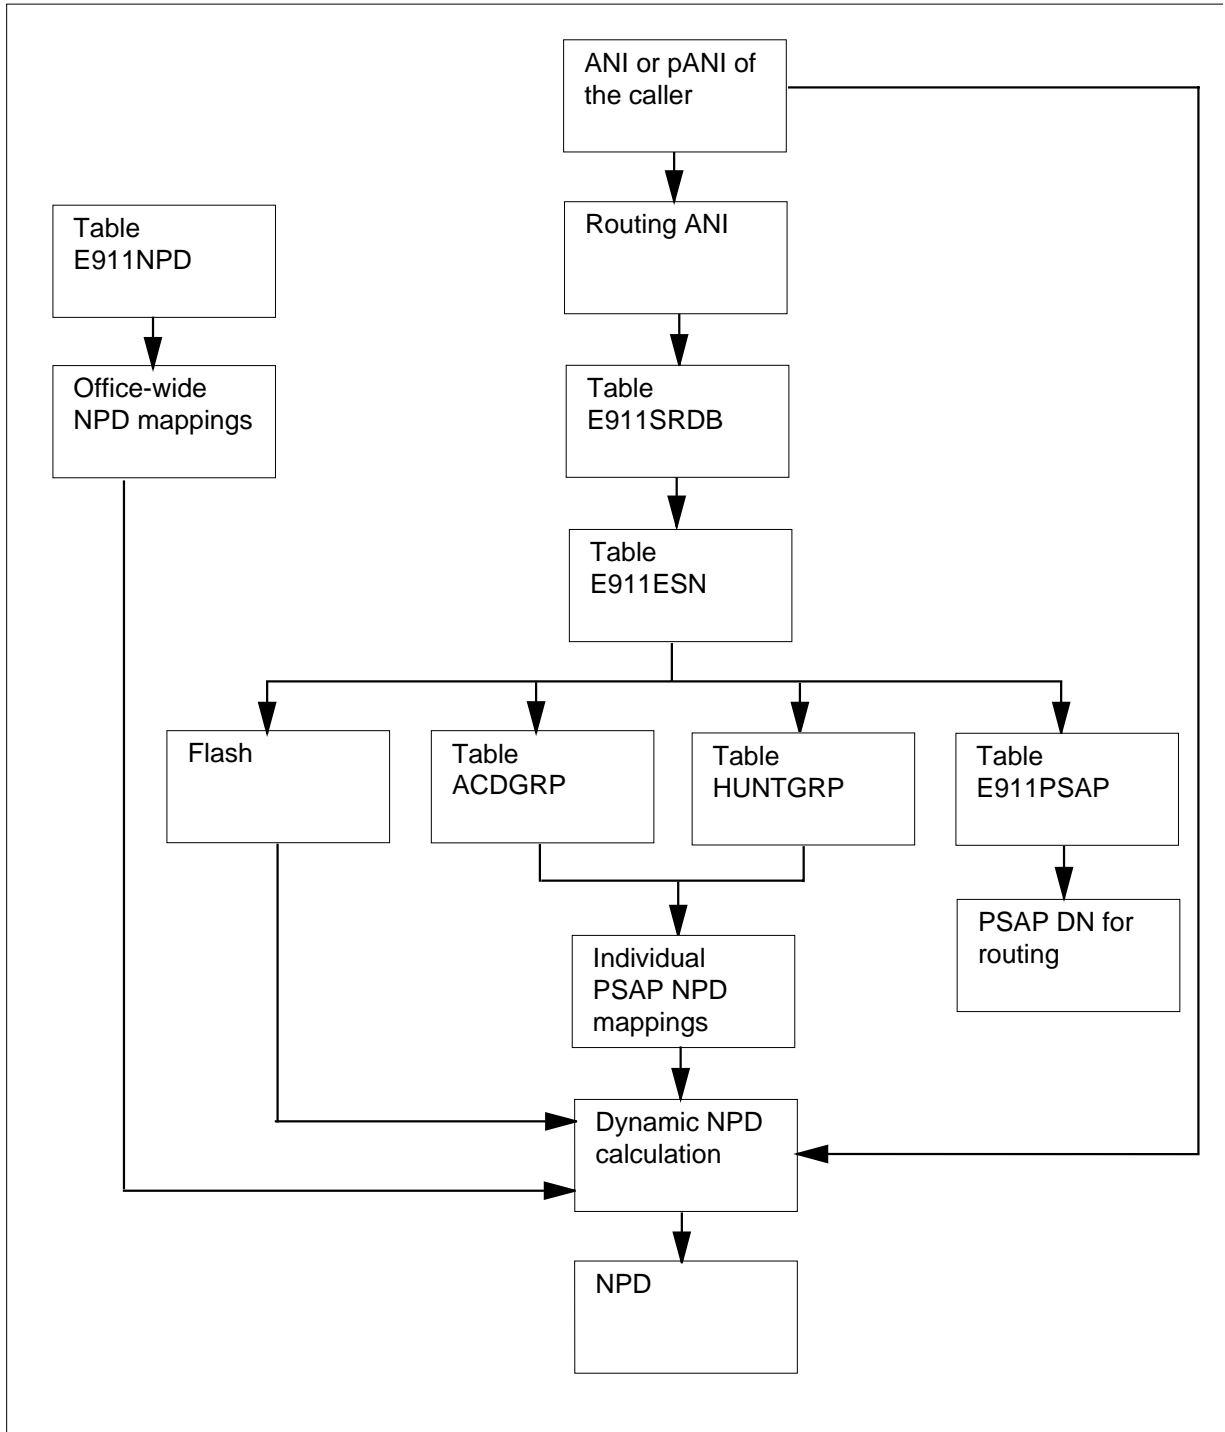 ANI or pANI of
the caller
Table
E911NPD
Routing ANI
Office-wide
NPD mappings
Table
E911SRDB
Table
E911ESN
Flash
Table
ACDGRP
Table
HUNTGRP
Table
E911PSAP
PSAP DN for
routing
Individual
PSAP NPD
mappings
Dynamic NPD
calculation
NPD